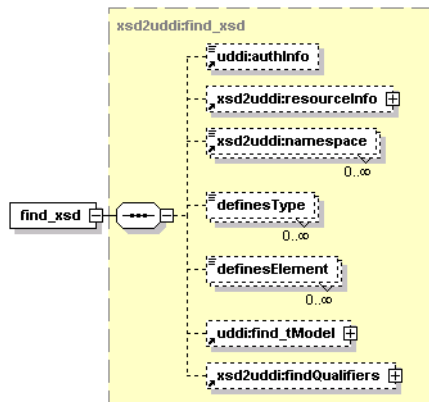 xsd2uddi:find_xsd
uddi:authInfo
xsd2uddi:resourceInfo
xsd2uddi:namespace
0..∞
find_xsd
definesType
0..∞
definesElement
0..∞
uddi:find_tModel
xsd2uddi:findQualifiers